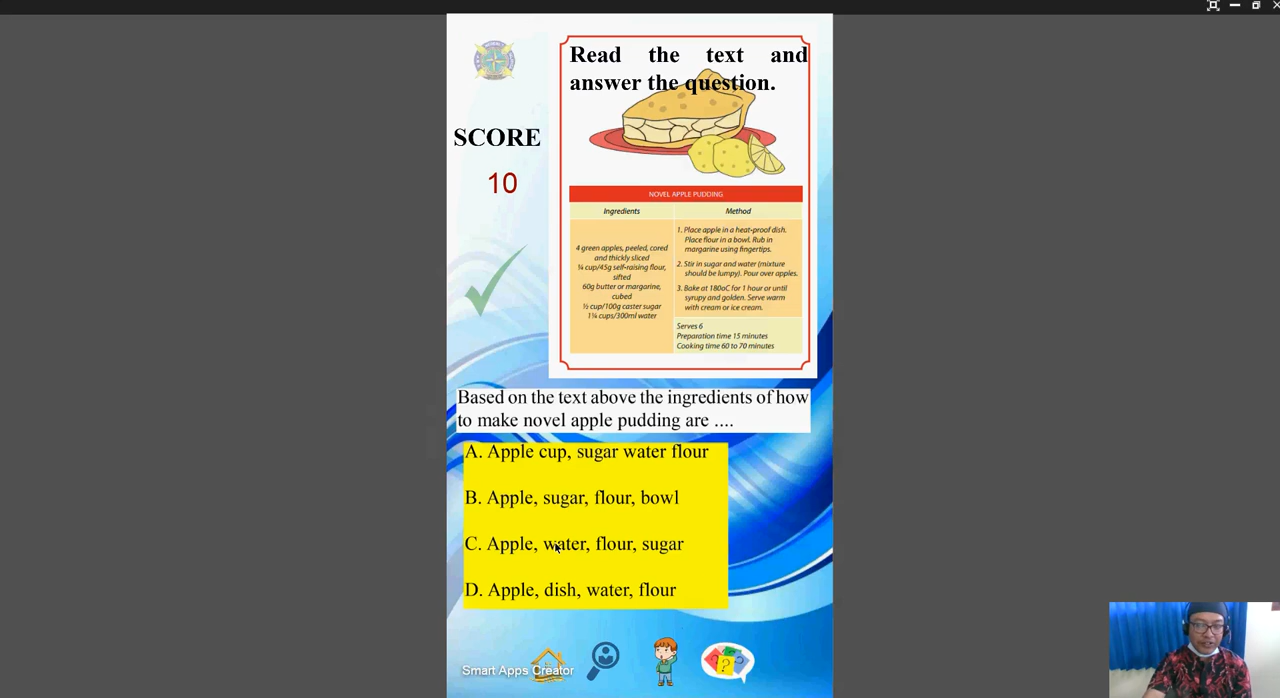 Read the text and
answer the question.
SCORE
10
NOVEL APPLE PUDDING
Ingredients
Method
4 green apples, peeled, cored
and thickly sliced
¼ cup/45g self-raising flour,
sifted
60g butter or margarine,
cubed
½ cup/100g caster sugar
1¼ cups/300ml water
1. Place apple in a heat-proof dish.
Place flour in a bowl. Rub in
margarine using fingertips.
2. Stir in sugar and water (mixture
should be lumpy). Pour over apples.
3. Bake at 180oC for 1 hour or until
syrupy and golden. Serve warm
with cream or ice cream.
Serves 6
Preparation time 15 minutes
Cooking time 60 to 70 minutes
Based on the text above the ingredients of how
to make novel apple pudding are ....
A. Apple cup, sugar water flour
B. Apple, sugar, flour, bowl
C. Apple, water, flour, sugar
D. Apple, dish, water, flour
Smart Apps Creator